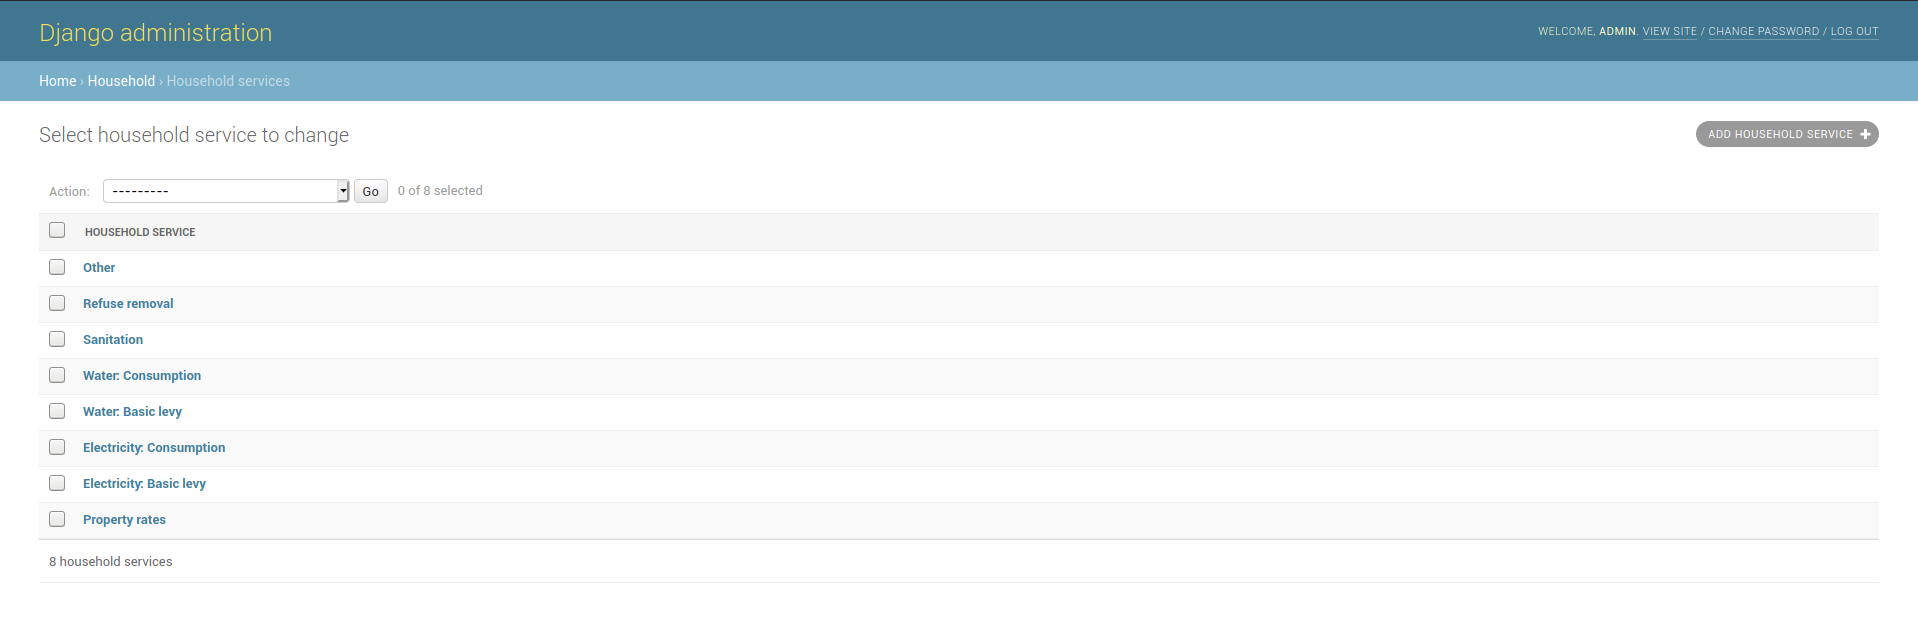 Django administration
WELCOME, ADMIN. VIEW SITE / CHANGE PASSWORD / LOG OUT
Home › Household › Household services
Select household service to change
ADD HOUSEHOLD SERVICE +
Action: --------- Go 0 of 8 selected
HOUSEHOLD SERVICE
Other
Refuse removal
Sanitation
Water: Consumption
Water: Basic levy
Electricity: Consumption
Electricity: Basic levy
Property rates
8 household services